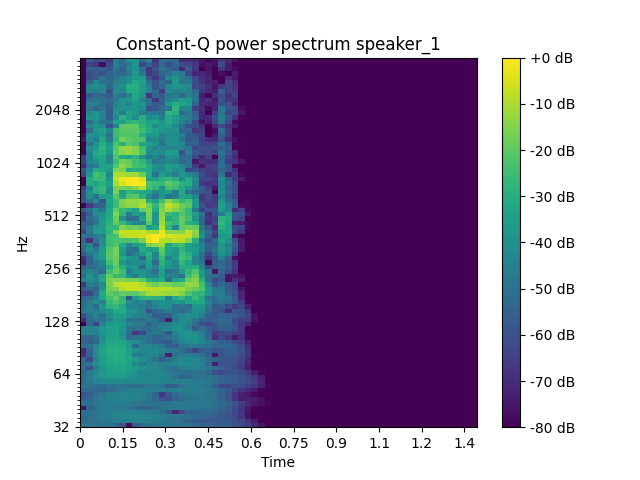 Constant-Q power spectrum speaker_1
Hz
2048
1024
512
256
128
64
32
0 0.15 0.3 0.45 0.6 0.75 0.9 1.1 1.2 1.4
Time
+0 dB
-10 dB
-20 dB
-30 dB
-40 dB
-50 dB
-60 dB
-70 dB
-80 dB